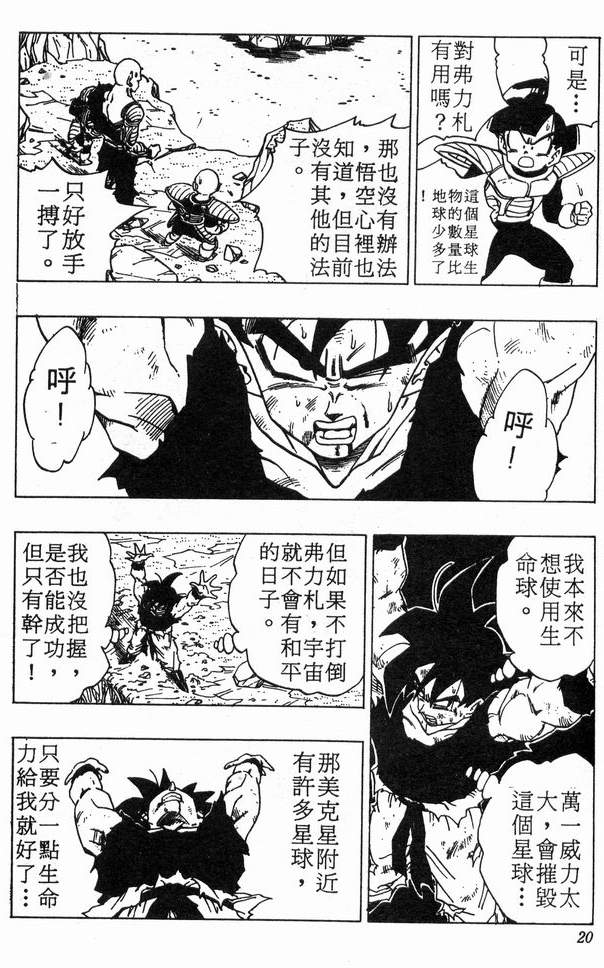 可是…
對弗力札
有用嗎？
這個星球生
物的數量比
地球少多了
！
那也沒有辦法
，悟空心裡也
知道，但目前
沒有其他的法
子。
只好放手
一搏了。
呼！
呼！
我本來不
想使用生
命球。
萬一威力太
大，會摧毀
這個星球…
但如果不打倒
弗力札，宇宙
就不會有和平
的日子。
我也沒把握，
是否能成功，
但只有幹了！
那美克星附近
有許多星球，
只要分一點生命
力給我就好了…
20